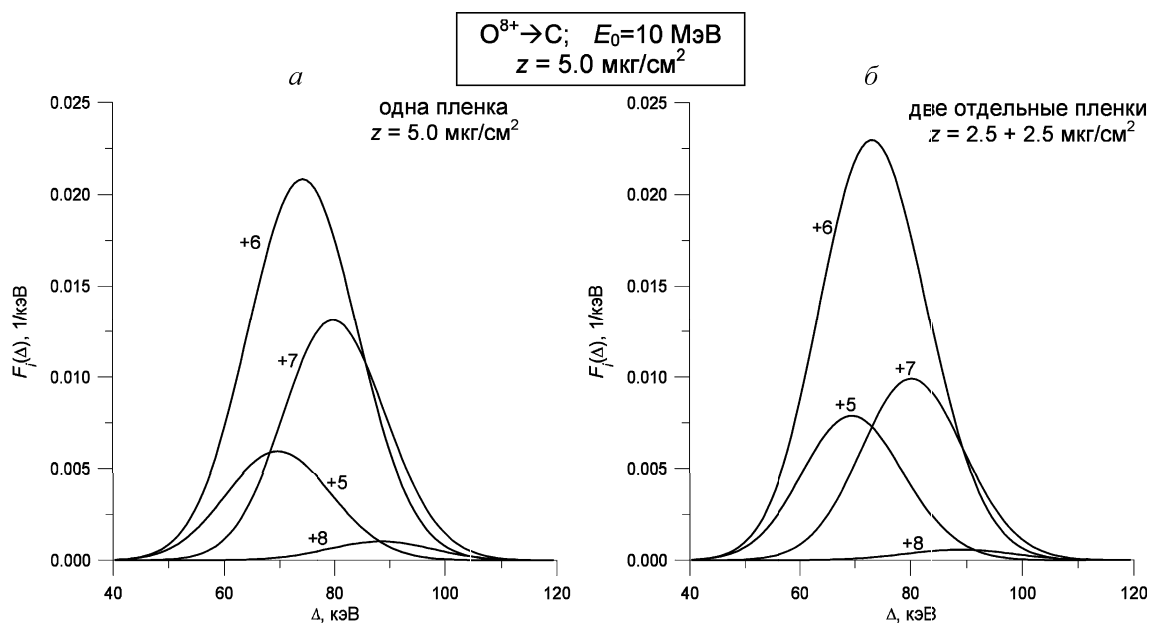 O⁸⁺→C; E₀=10 МэВ
z = 5.0 мкг/см²
а
одна пленка
z = 5.0 мкг/см²
0.025
0.020
0.015
0.010
0.005
0.000
Fᵢ(Δ), 1/кэВ
+6
+7
+5
+8
40 60 80 100 120
Δ, кэВ
б
две отдельные пленки
z = 2.5 + 2.5 мкг/см²
0.025
0.020
0.015
0.010
0.005
0.000
Fᵢ(Δ), 1/кэВ
+6
+7
+5
+8
40 60 80 100 120
Δ, кэВ